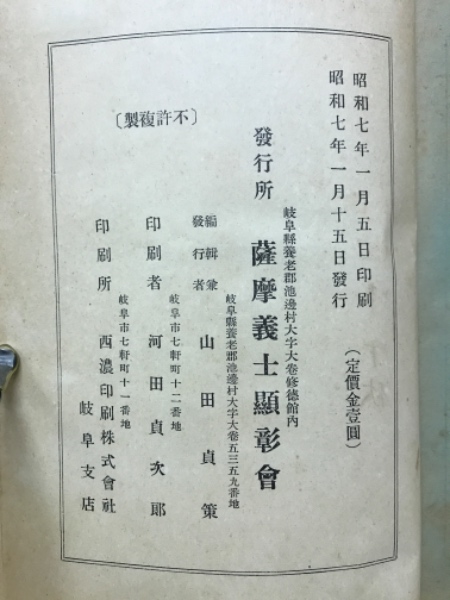 昭和七年一月五日印刷
昭和七年一月十五日發行
(定價金壹圓)
岐阜縣養老郡池邊村大字大卷修德館內
發行所 薩摩義士顯彰會
岐阜縣養老郡池邊村大字大卷五三五九番地
編輯兼發行者 山田貞策
岐阜市七軒町十二番地
印刷者 河田貞次郎
岐阜市七軒町十一番地
印刷所 西濃印刷株式會社
岐阜支店
〔不許複製〕